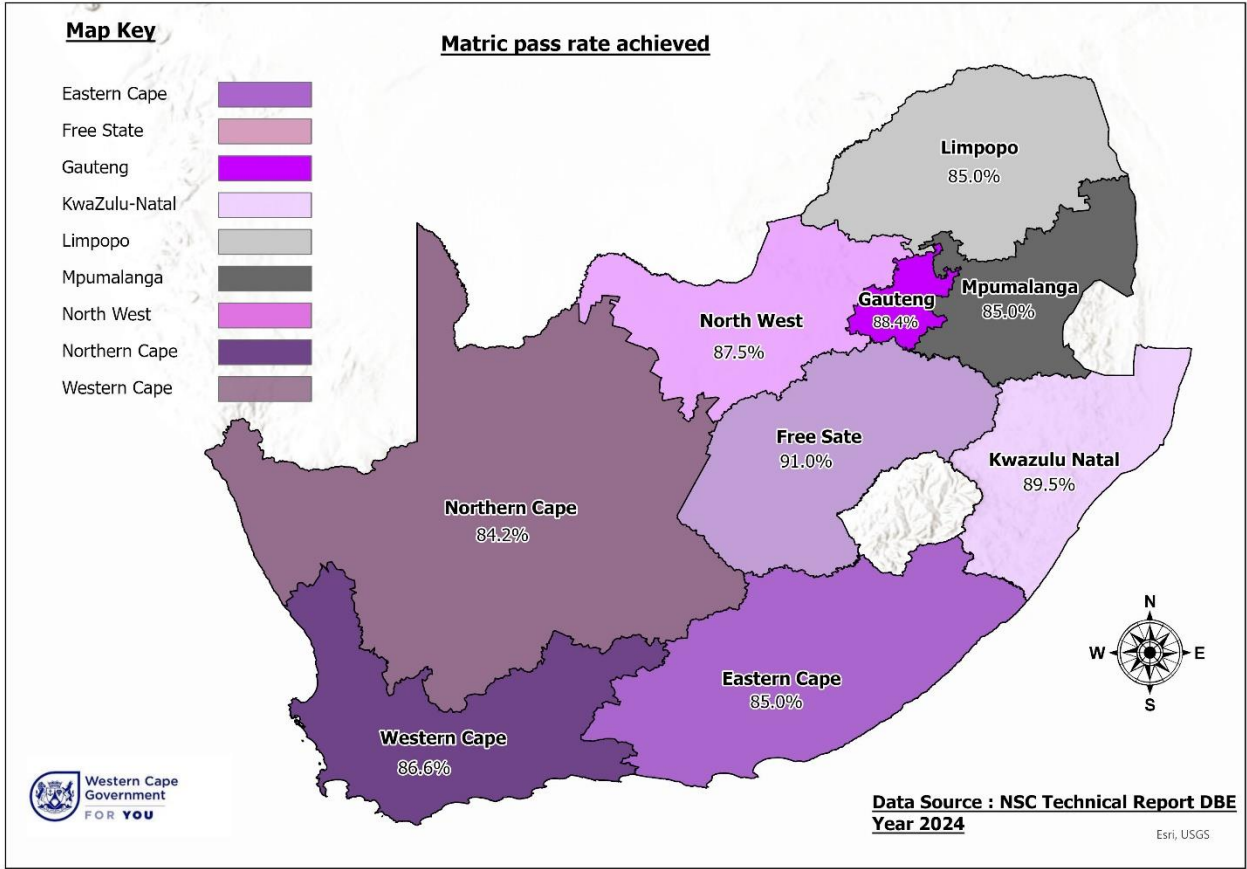 Map Key
Matric pass rate achieved
Eastern Cape
Free State
Gauteng
KwaZulu-Natal
Limpopo
Mpumalanga
North West
Northern Cape
Western Cape
Limpopo
85.0%
Mpumalanga
85.0%
Gauteng
88.4%
North West
87.5%
Free Sate
91.0%
Kwazulu Natal
89.5%
Northern Cape
84.2%
Eastern Cape
85.0%
Western Cape
86.6%
N
W
E
S
Western Cape
Government
FOR YOU
Data Source : NSC Technical Report DBE
Year 2024
Esri, USGS